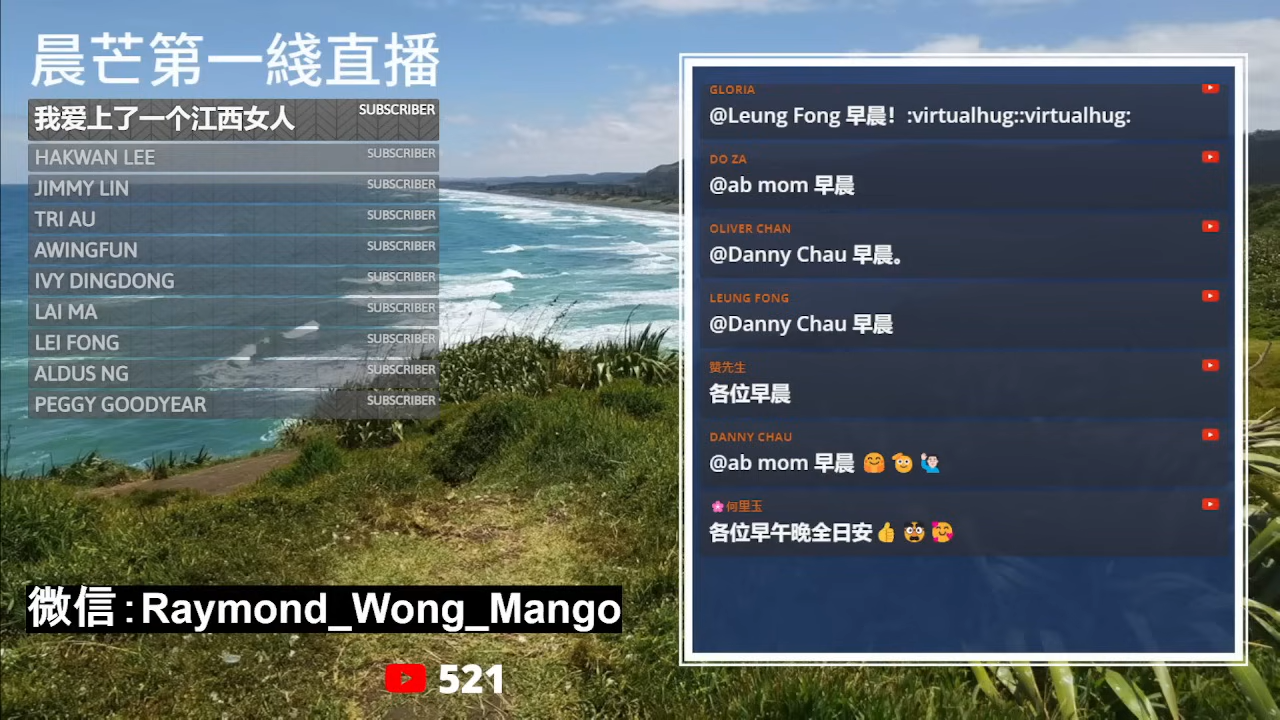 晨芒第一綫直播
我爱上了一个江西女人 SUBSCRIBER
HAKWAN LEE SUBSCRIBER
JIMMY LIN SUBSCRIBER
TRI AU SUBSCRIBER
AWINGFUN SUBSCRIBER
IVY DINGDONG SUBSCRIBER
LAI MA SUBSCRIBER
LEI FONG SUBSCRIBER
ALDUS NG SUBSCRIBER
PEGGY GOODYEAR SUBSCRIBER
微信:Raymond_Wong_Mango
521
GLORIA
@Leung Fong 早晨！:virtualhug::virtualhug:
DO ZA
@ab mom 早晨
OLIVER CHAN
@Danny Chau 早晨。
LEUNG FONG
@Danny Chau 早晨
贊先生
各位早晨
DANNY CHAU
@ab mom 早晨 🤗 🫡 🙋🏻‍♂️
🌸何里玉
各位早午晚全日安👍 🥸 🥰